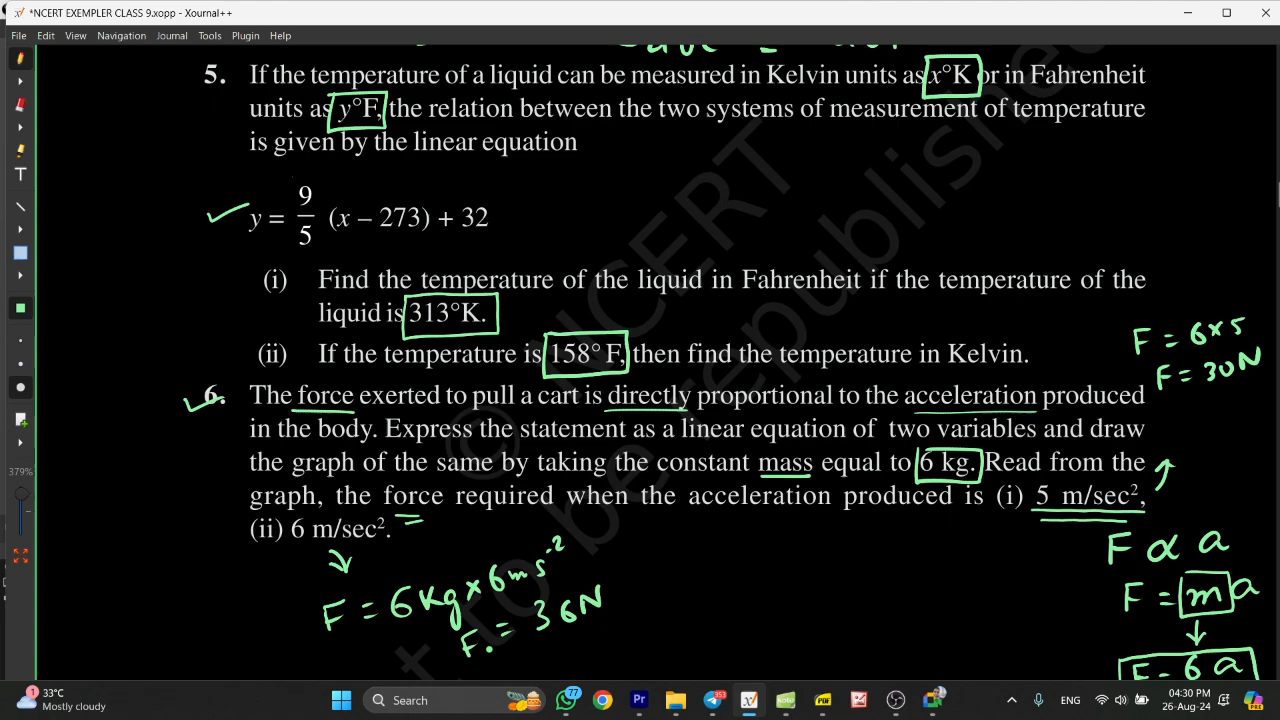 *NCERT EXEMPLER CLASS 9.xopp - Xournal++
File Edit View Navigation Journal Tools Plugin Help
5. If the temperature of a liquid can be measured in Kelvin units as x°K or in Fahrenheit
units as y°F, the relation between the two systems of measurement of temperature
is given by the linear equation
y = 9/5 (x – 273) + 32
(i) Find the temperature of the liquid in Fahrenheit if the temperature of the
liquid is 313°K.
(ii) If the temperature is 158° F, then find the temperature in Kelvin.
F = 6×5
F = 30N
6. The force exerted to pull a cart is directly proportional to the acceleration produced
in the body. Express the statement as a linear equation of two variables and draw
the graph of the same by taking the constant mass equal to 6 kg. Read from the
graph, the force required when the acceleration produced is (i) 5 m/sec², 
(ii) 6 m/sec².
F = 6Kg × 6ms⁻²
F = 36N
F ∝ a
F = ma
F = 6a
© NCERT
not to be republished
379%
1
33°C
Mostly cloudy
Search
77
353
ENG
04:30 PM
26-Aug-24